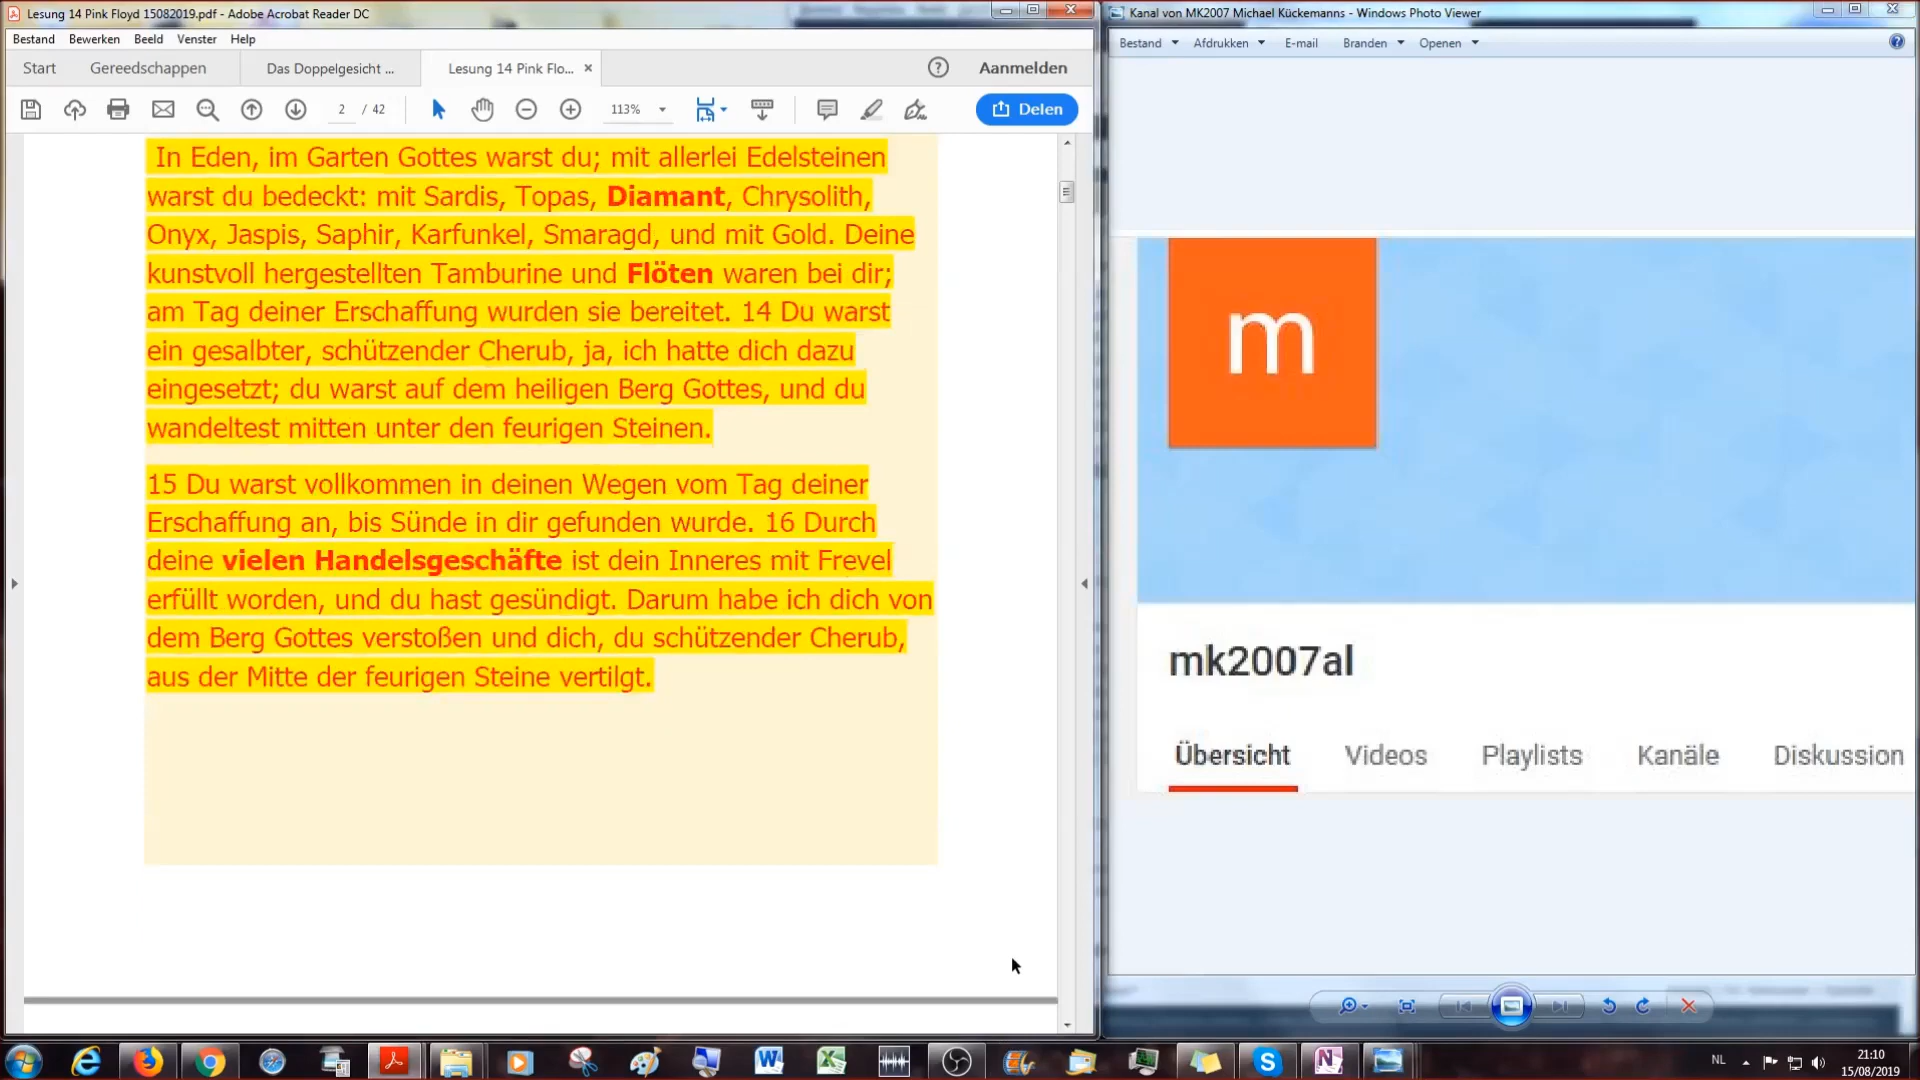 Lesung 14 Pink Floyd 15082019.pdf - Adobe Acrobat Reader DC
Bestand Bewerken Beeld Venster Help
Start Gereedschappen Das Doppelgesicht ... Lesung 14 Pink Flo... × Aanmelden
2 / 42 113% Delen
In Eden, im Garten Gottes warst du; mit allerlei Edelsteinen
warst du bedeckt: mit Sardis, Topas, Diamant, Chrysolith,
Onyx, Jaspis, Saphir, Karfunkel, Smaragd, und mit Gold. Deine
kunstvoll hergestellten Tamburine und Flöten waren bei dir;
am Tag deiner Erschaffung wurden sie bereitet. 14 Du warst
ein gesalbter, schützender Cherub, ja, ich hatte dich dazu
eingesetzt; du warst auf dem heiligen Berg Gottes, und du
wandeltest mitten unter den feurigen Steinen.
15 Du warst vollkommen in deinen Wegen vom Tag deiner
Erschaffung an, bis Sünde in dir gefunden wurde. 16 Durch
deine vielen Handelsgeschäfte ist dein Inneres mit Frevel
erfüllt worden, und du hast gesündigt. Darum habe ich dich von
dem Berg Gottes verstoßen und dich, du schützender Cherub,
aus der Mitte der feurigen Steine vertilgt.
Kanal von MK2007 Michael Kückemanns - Windows Photo Viewer
Bestand Afdrukken E-mail Branden Openen
m
mk2007al
Übersicht Videos Playlists Kanäle Diskussion
NL 21:10
15/08/2019